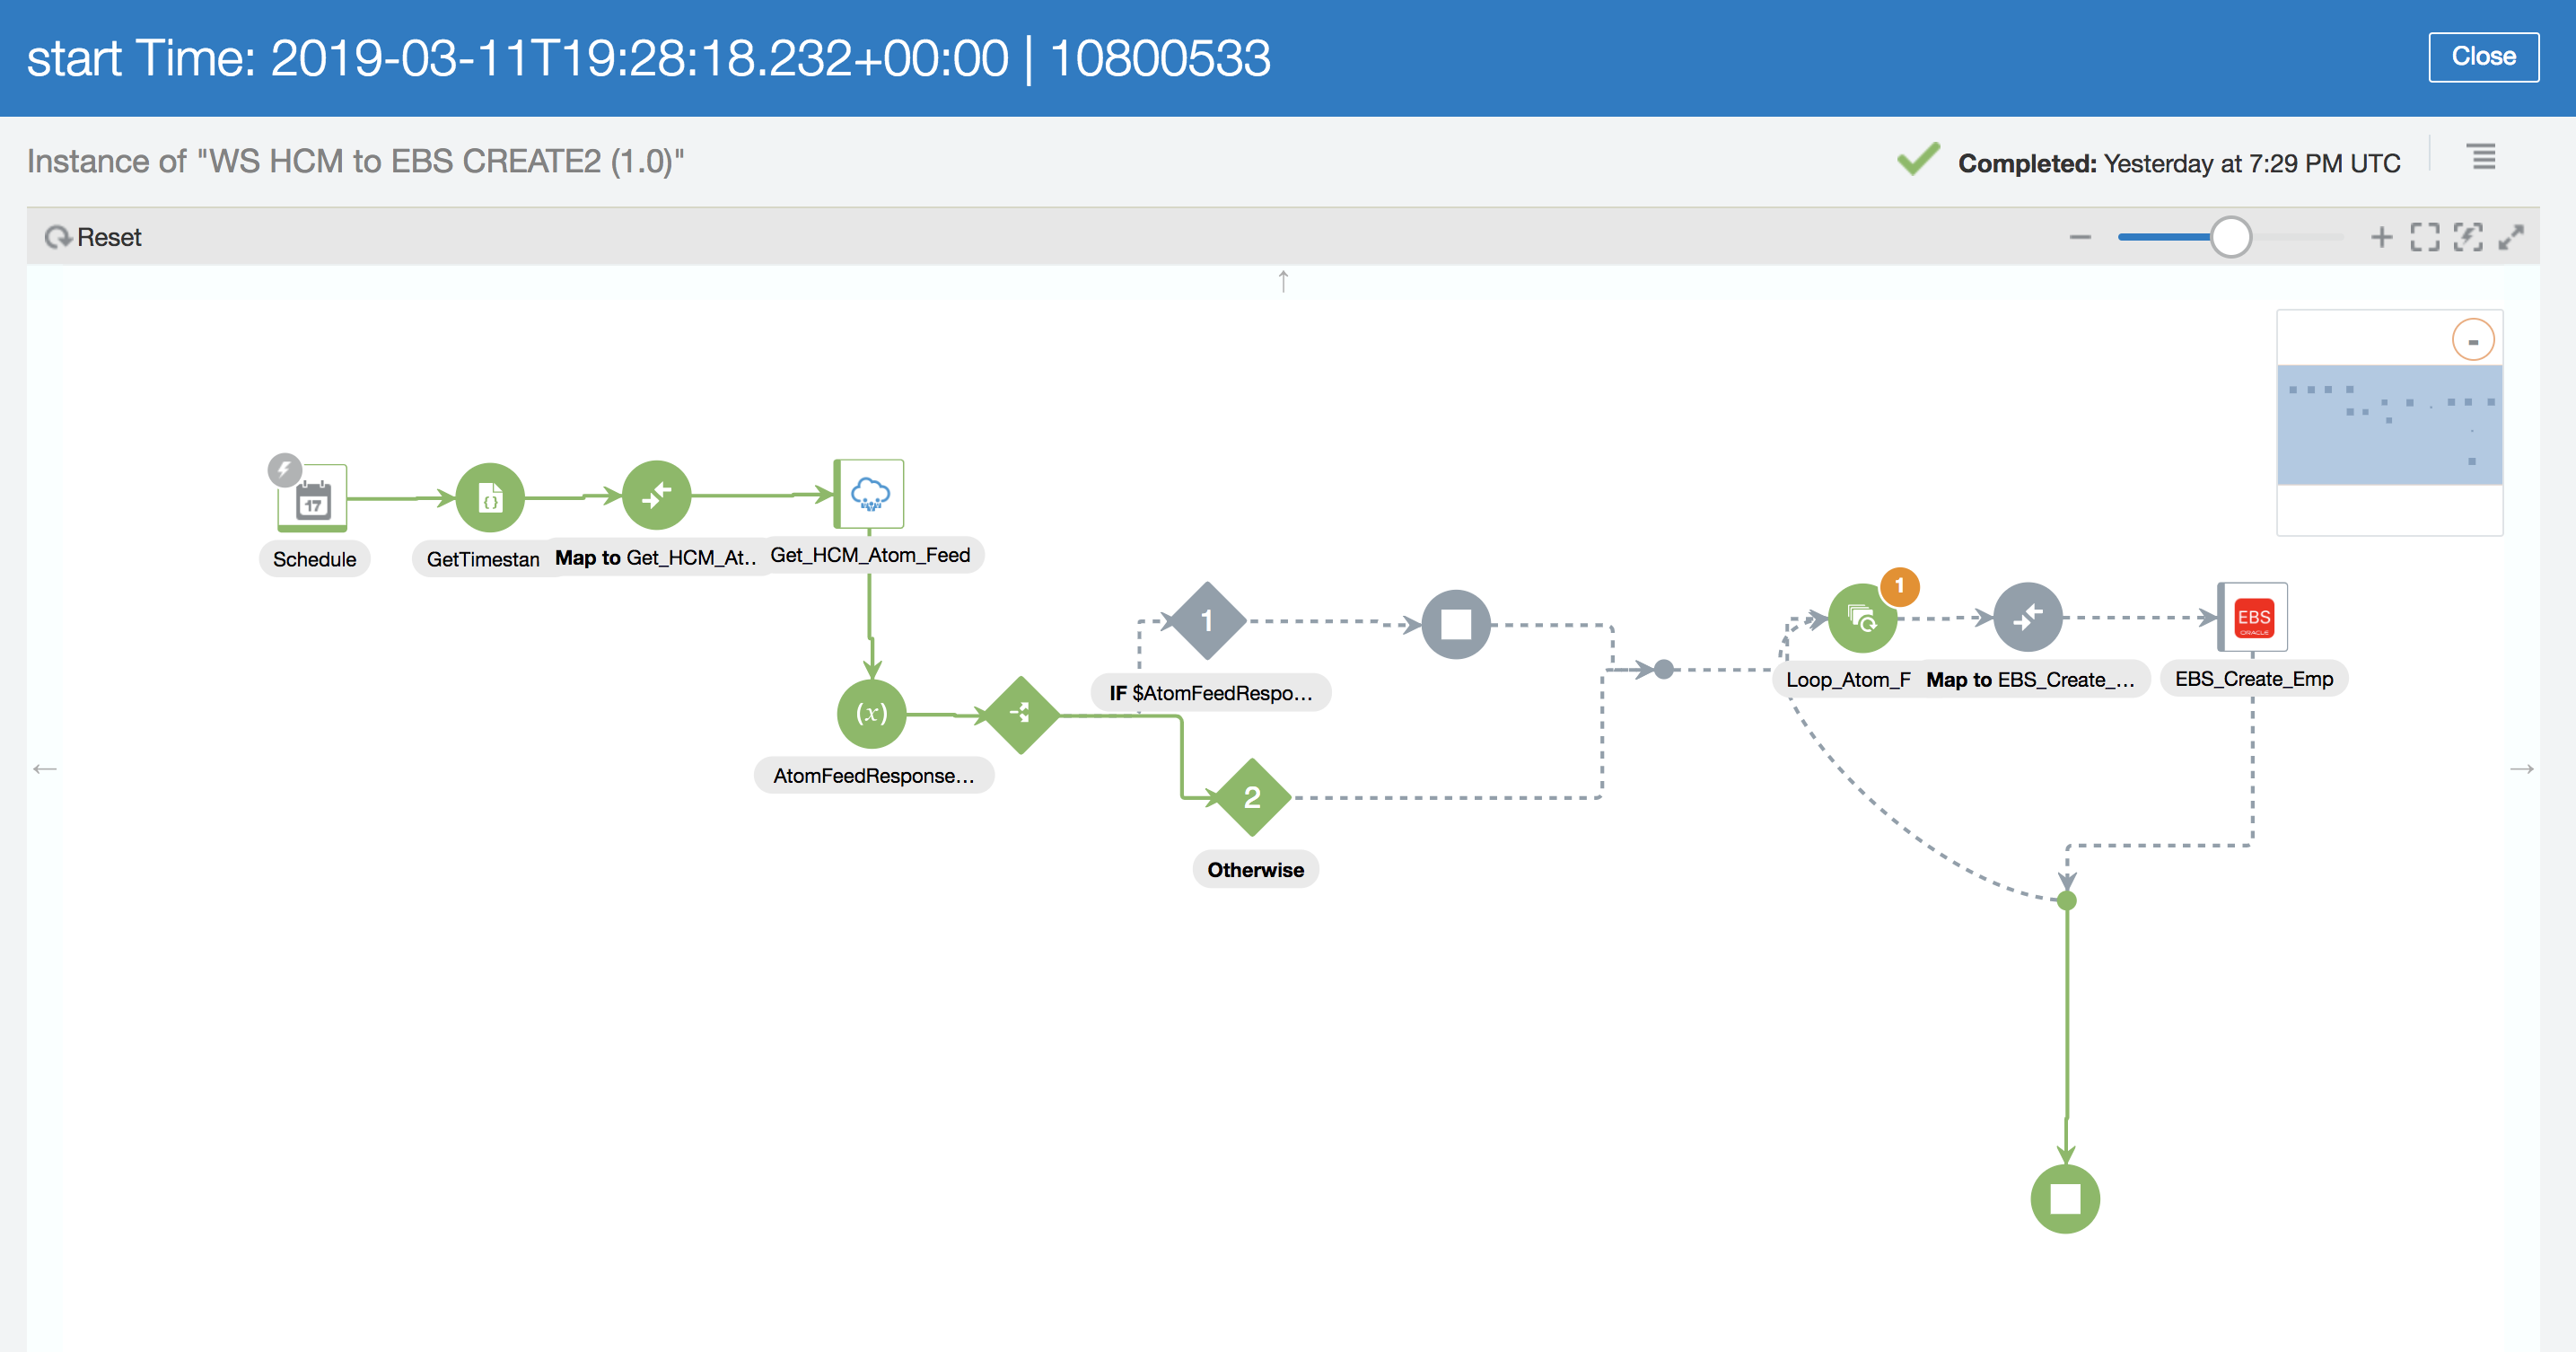 start Time: 2019-03-11T19:28:18.232+00:00 | 10800533
Close
Instance of "WS HCM to EBS CREATE2 (1.0)"
Completed: Yesterday at 7:29 PM UTC
Reset
17
{}
Schedule
GetTimestan
Map to Get_HCM_At..
Get_HCM_Atom_Feed
1
IF $AtomFeedRespo...
(x)
AtomFeedResponse...
2
Otherwise
1
Loop_Atom_F
Map to EBS_Create_...
EBS
ORACLE
EBS_Create_Emp